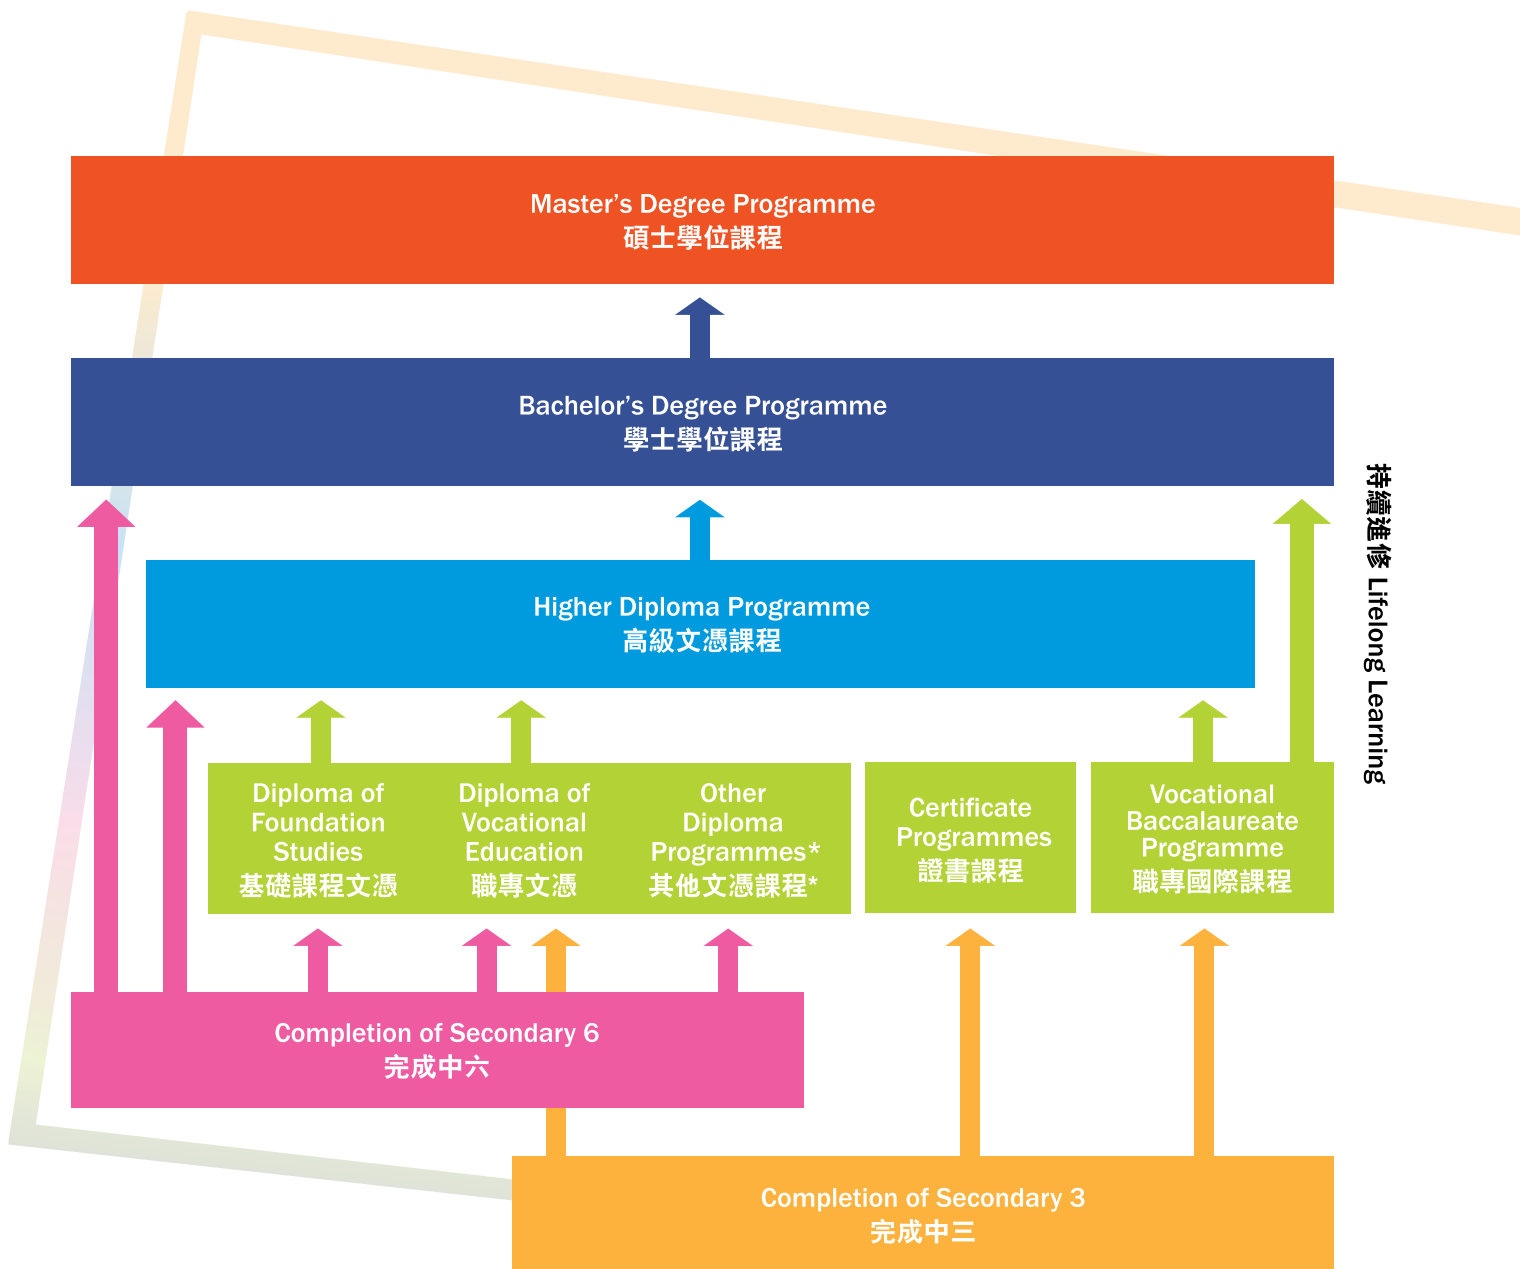 Master’s Degree Programme
碩士學位課程
Bachelor’s Degree Programme
學士學位課程
Higher Diploma Programme
高級文憑課程
Diploma of
Foundation
Studies
基礎課程文憑
Diploma of
Vocational
Education
職專文憑
Other
Diploma
Programmes*
其他文憑課程*
Certificate
Programmes
證書課程
Vocational
Baccalaureate
Programme
職專國際課程
Completion of Secondary 6
完成中六
Completion of Secondary 3
完成中三
持續進修 Lifelong Learning